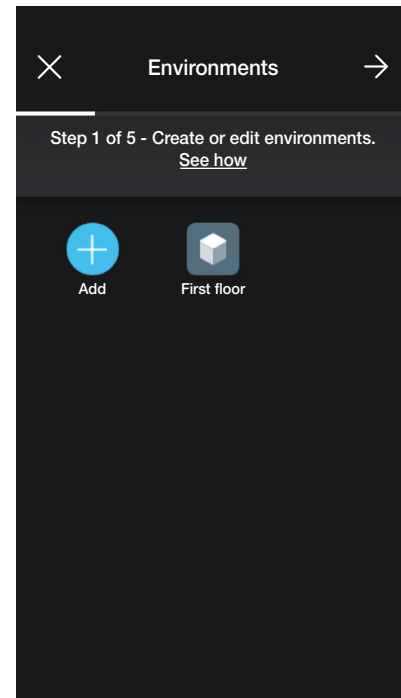 Environments
Step 1 of 5 - Create or edit environments.
See how
Add
First floor